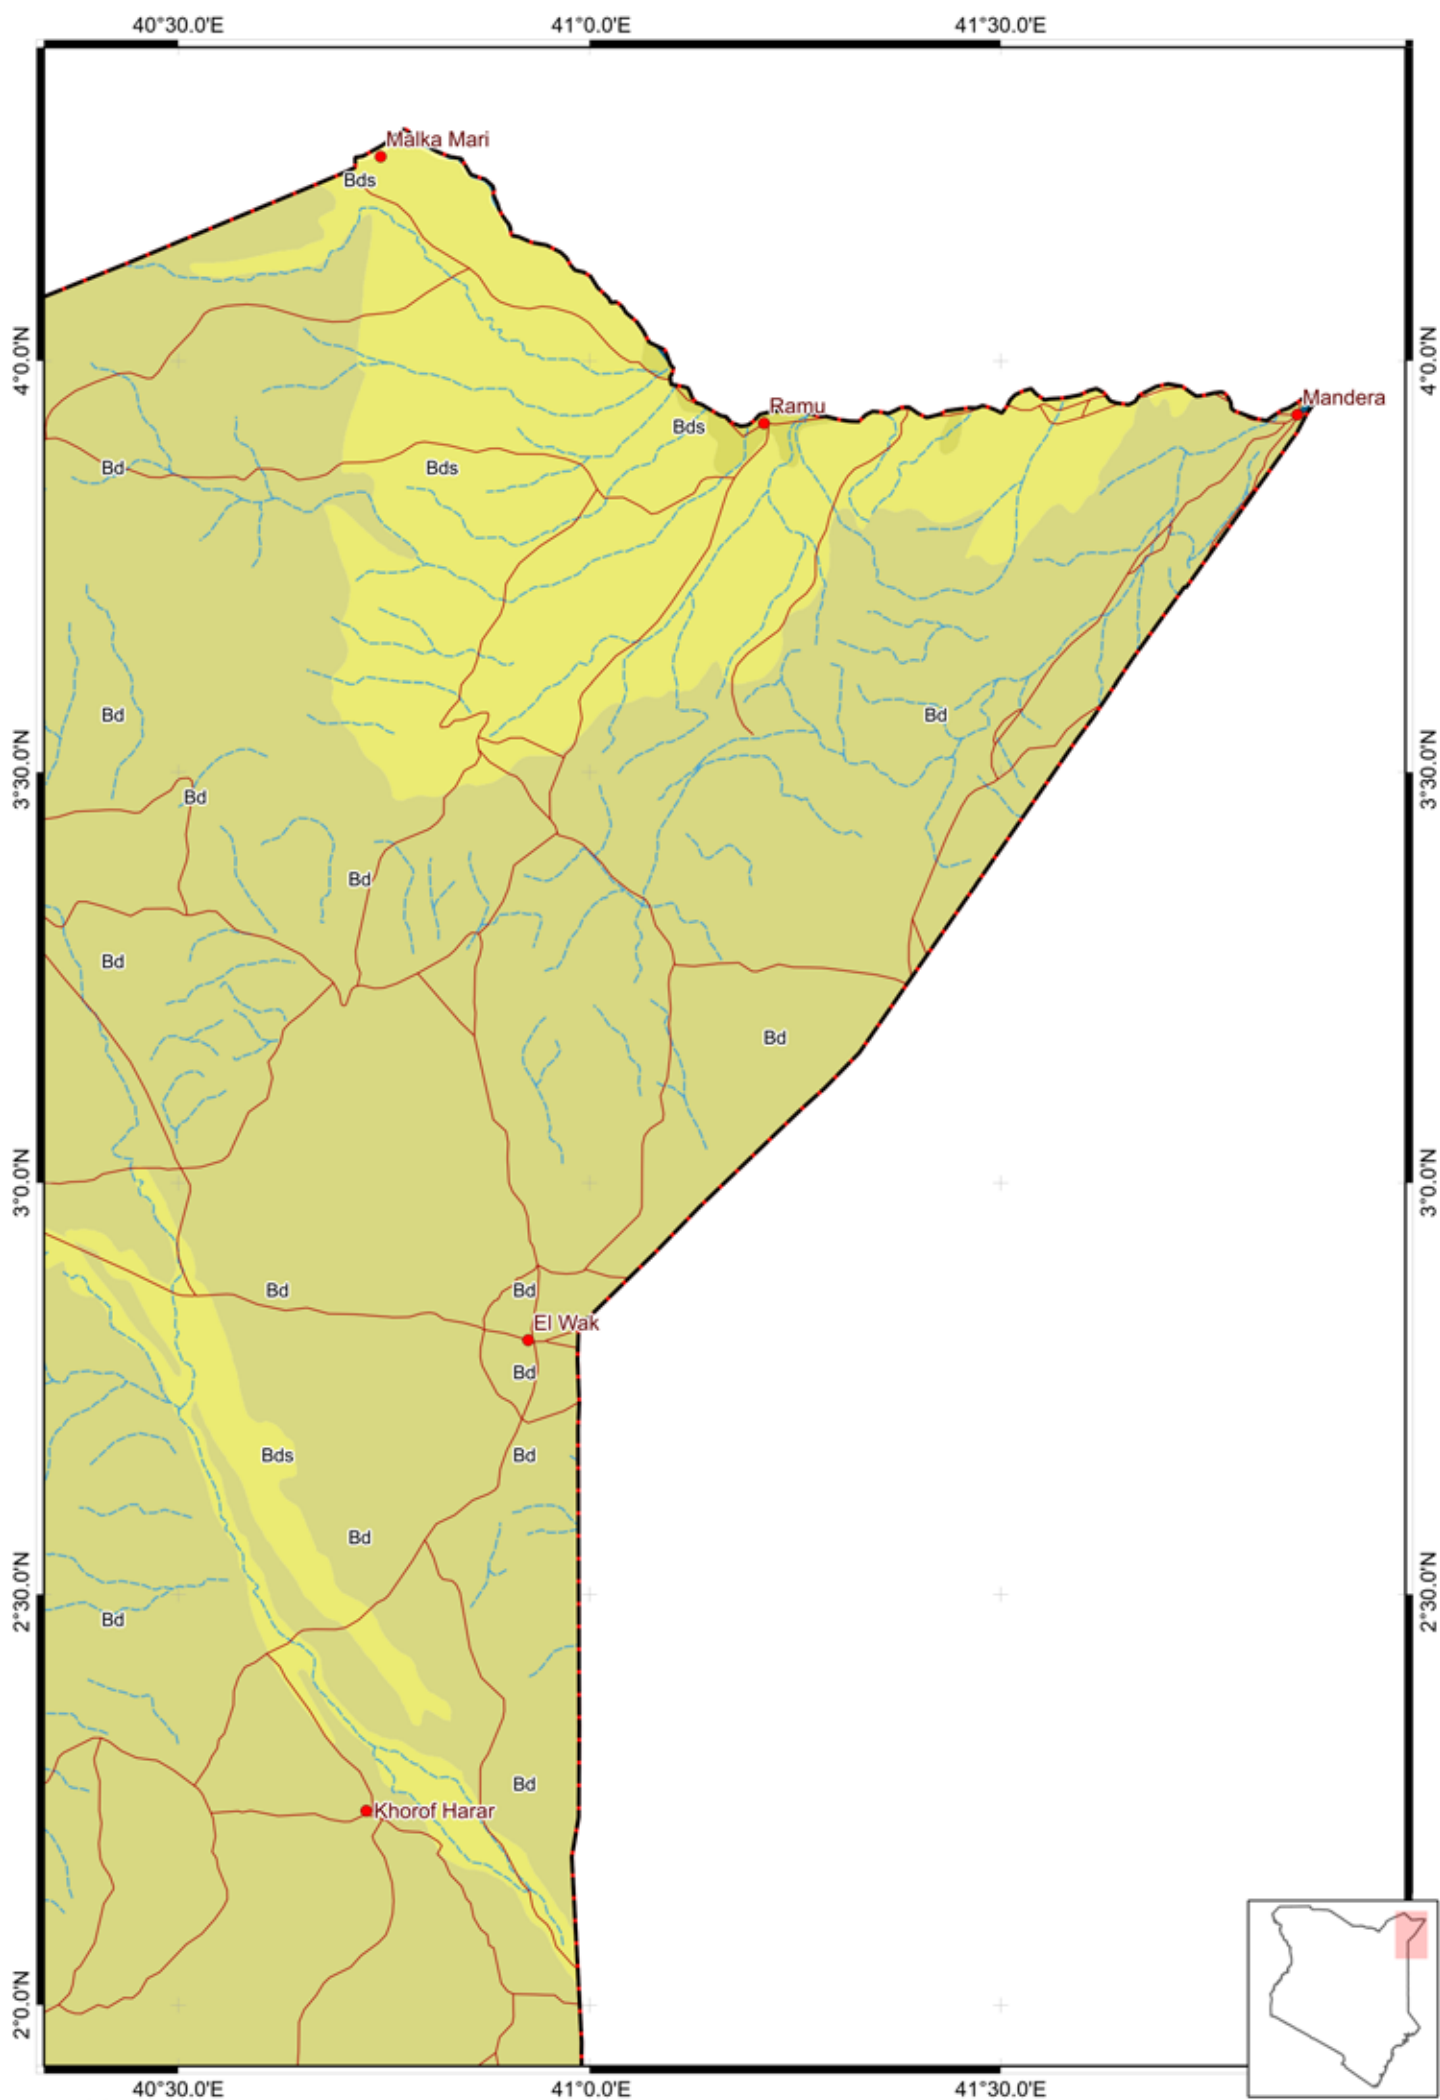 40°30.0'E 41°0.0'E 41°30.0'E
Malka Mari
Bds
4°0.0'N 4°0.0'N
Mandera
Ramu
Bds
Bd Bds
Bd Bd
3°30.0'N 3°30.0'N
Bd
Bd
Bd
Bd
3°0.0'N 3°0.0'N
Bd Bd
El Wak
Bd
Bds Bd
Bd
2°30.0'N 2°30.0'N
Bd
Bd
Khorof Harar
2°0.0'N 2°0.0'N
40°30.0'E 41°0.0'E 41°30.0'E